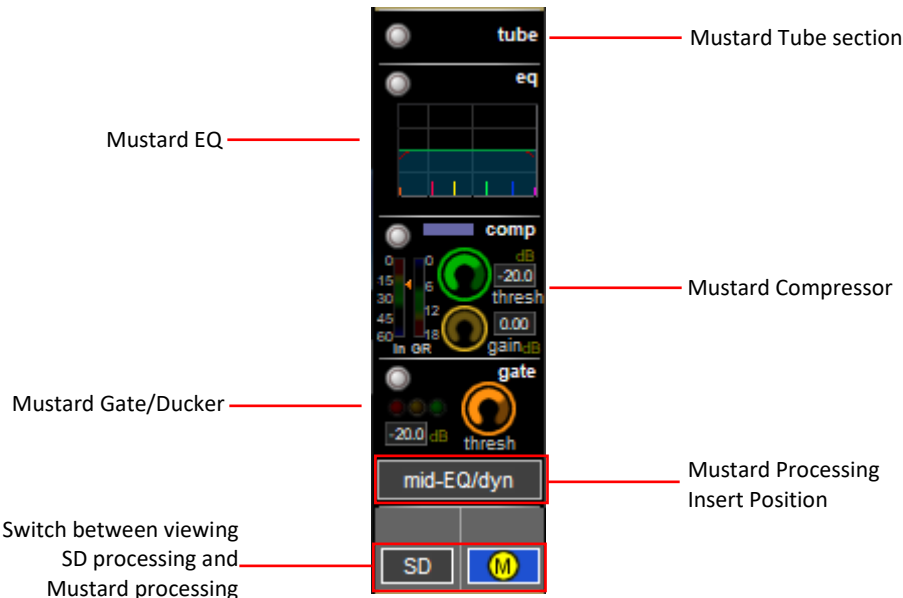 tube
Mustard Tube section
eq
Mustard EQ
comp
dB
0
0
-20.0
15
6
thresh
Mustard Compressor
30
12
45
0.00
60
18
In GR
gain dB
gate
Mustard Gate/Ducker
-20.0 dB
thresh
mid-EQ/dyn
Mustard Processing
Insert Position
Switch between viewing
SD processing and
Mustard processing
SD
M